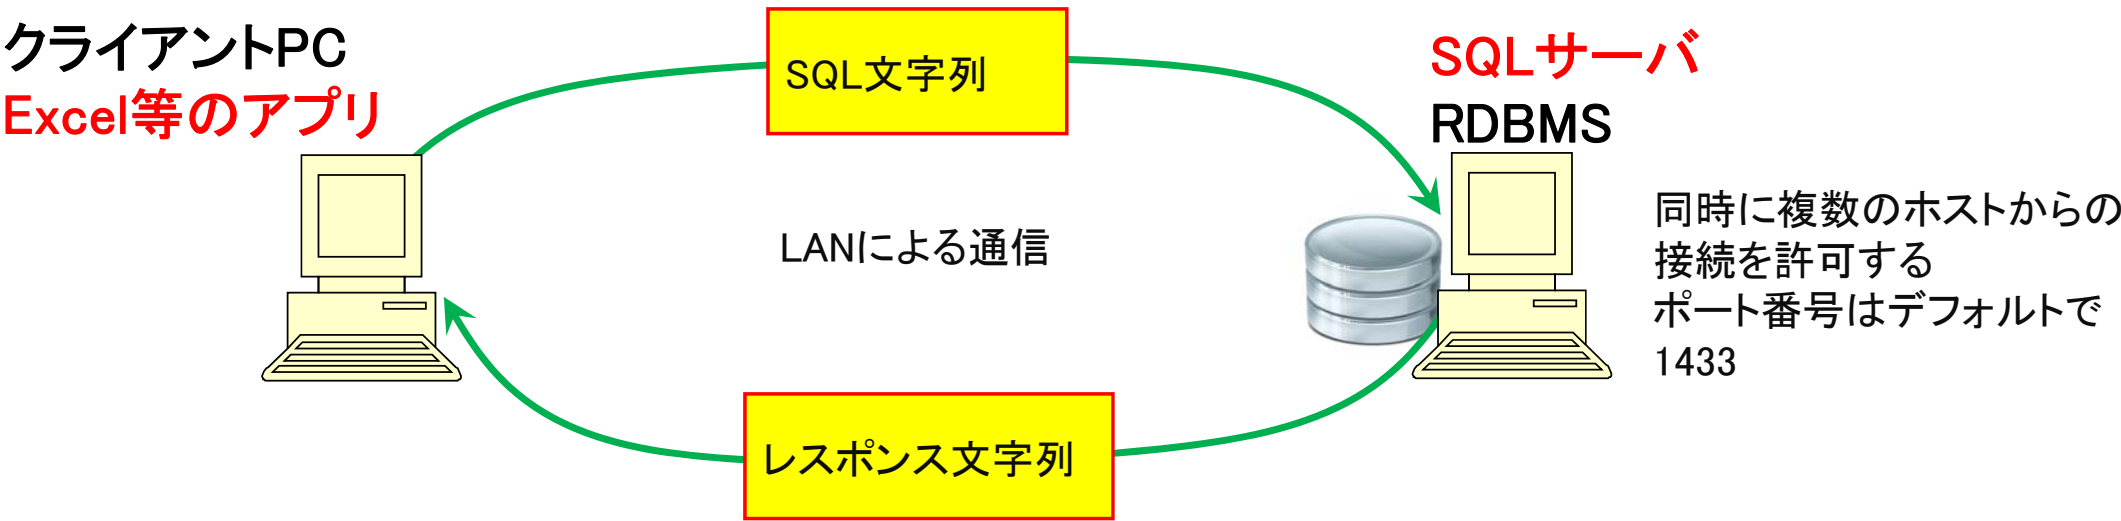 クライアントPC
Excel等のアプリ
SQL文字列
SQLサーバ
RDBMS
LANによる通信
同時に複数のホストからの
接続を許可する
ポート番号はデフォルトで
1433
レスポンス文字列